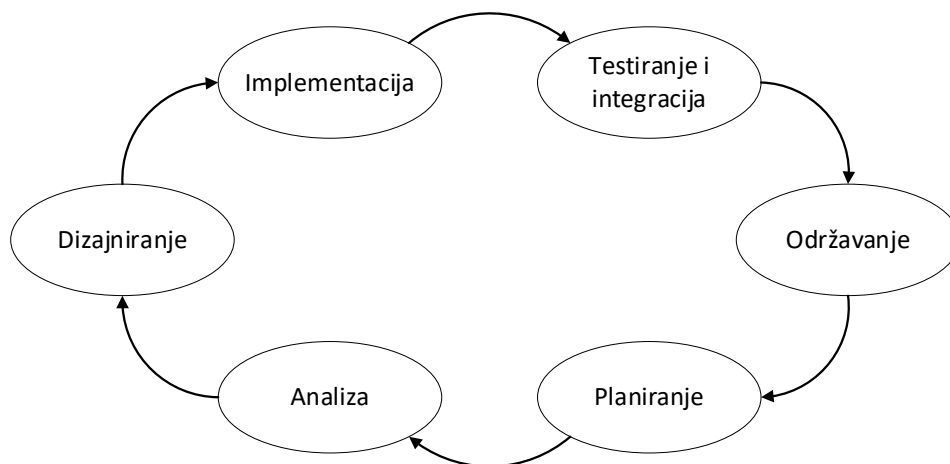 Implementacija
Testiranje i
integracija
Dizajniranje
Održavanje
Analiza
Planiranje